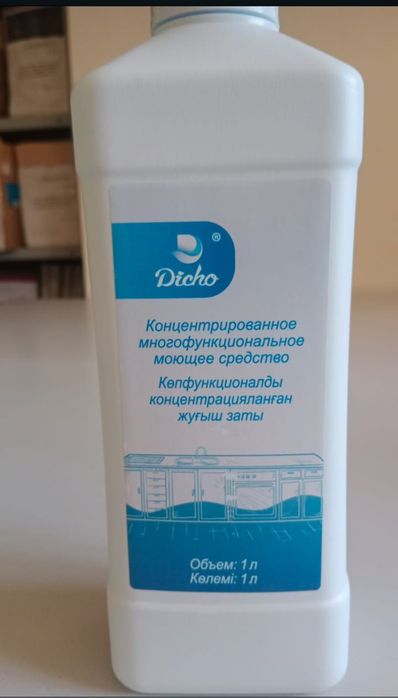 ®
Dicho
Концентрированное
многофункциональное
моющее средство
Көпфункционалды
концентрацияланған
жуғыш заты
Объем: 1 л
Көлемі: 1 л